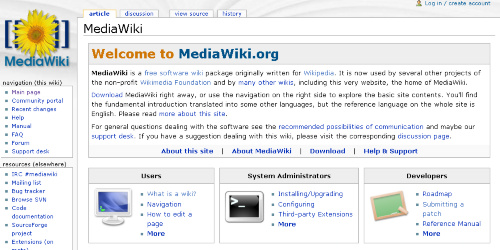 Log in / create account
article
discussion
view source
history
MediaWiki
MediaWiki
Welcome to MediaWiki.org
MediaWiki is a free software wiki package originally written for Wikipedia. It is now used by several other projects of
the non-profit Wikimedia Foundation and by many other wikis, including this very website, the home of MediaWiki.
Download MediaWiki right away, or use the navigation on the right side to explore the basic site contents. You'll find
the fundamental introduction translated into some other languages, but the reference language on the whole site is
English. Please read more about this site.
For general questions dealing with the software see the recommended possibilities of communication and maybe our
support desk. If you have a suggestion dealing with this wiki, please visit the corresponding discussion page.
About this site | About MediaWiki | Download | Help & Support
navigation (this wiki)
Main page
Community portal
Recent changes
Help
Manual
FAQ
Forum
Support desk
resources (elsewhere)
IRC #mediawiki
Mailing list
Bug tracker
Browse SVN
Code
documentation
SourceForge
project
Extensions (on
Users
What is a wiki?
Navigation
How to edit a
page
More
System Administrators
Installing/Upgrading
Configuring
Third-party Extensions
More
Developers
Roadmap
Submitting a
patch
Reference Manual
More